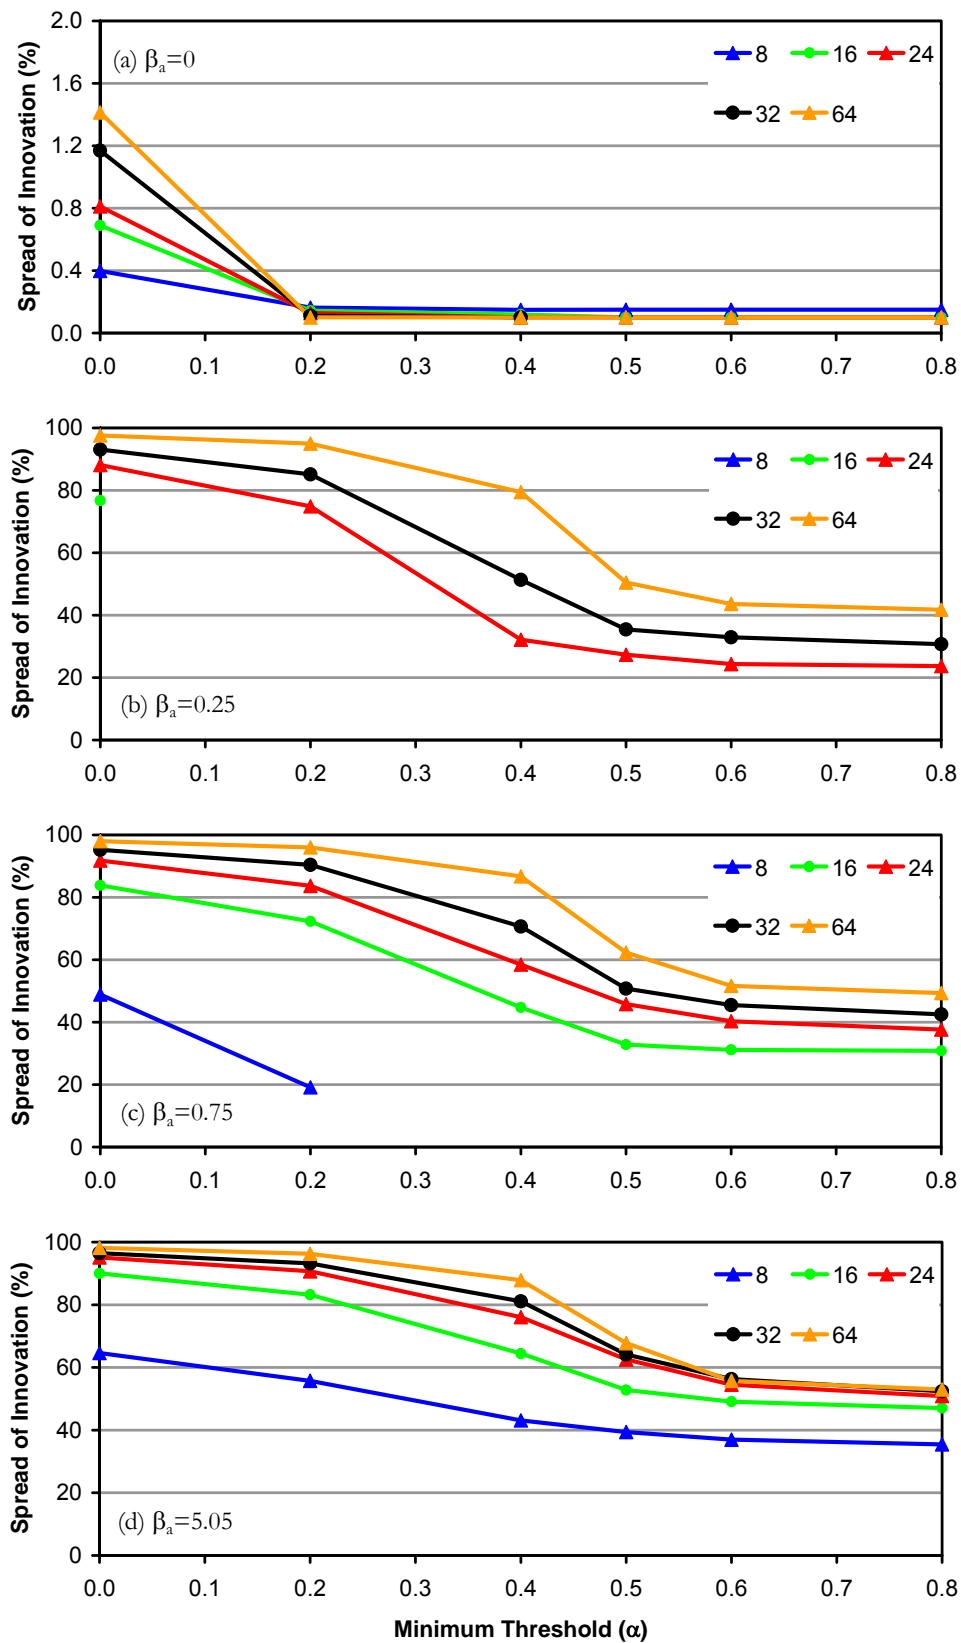 2.0
(a) βa=0
8 16 24
1.6
32 64
1.2
0.8
0.4
0.0
Spread of Innovation (%)
0.0 0.1 0.2 0.3 0.4 0.5 0.6 0.7 0.8
100
8 16 24
80
32 64
60
40
20
(b) βa=0.25
0
Spread of Innovation (%)
0.0 0.1 0.2 0.3 0.4 0.5 0.6 0.7 0.8
100
8 16 24
80
32 64
60
40
20
(c) βa=0.75
0
Spread of Innovation (%)
0.0 0.1 0.2 0.3 0.4 0.5 0.6 0.7 0.8
100
8 16 24
80
32 64
60
40
20
(d) βa=5.05
0
Spread of Innovation (%)
0.0 0.1 0.2 0.3 0.4 0.5 0.6 0.7 0.8
Minimum Threshold (α)